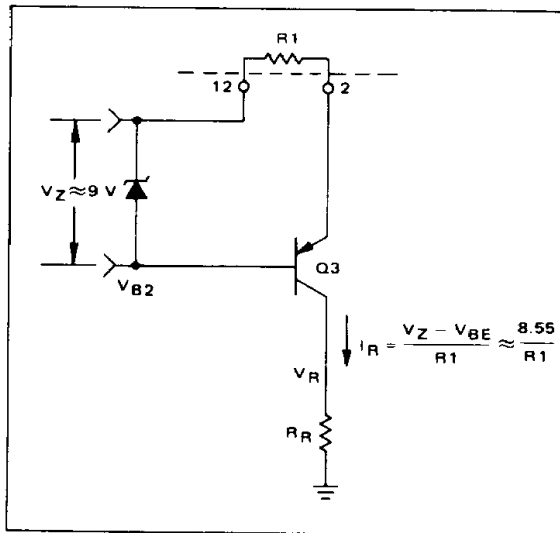 R1
12
2
VZ ≈ 9 V
VB2
Q3
IR = VZ − VBE / R1 ≈ 8.55 / R1
VR
RR